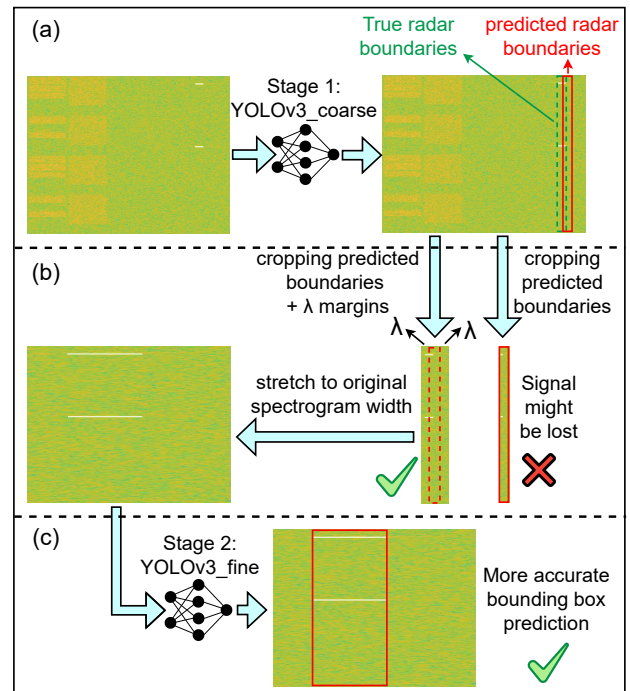 (a)
True radar
boundaries
predicted radar
boundaries
Stage 1:
YOLOv3_coarse
(b)
cropping predicted
boundaries
+ λ margins
cropping
predicted
boundaries
λ
λ
stretch to original
spectrogram width
Signal
might
be lost
(c)
Stage 2:
YOLOv3_fine
More accurate
bounding box
prediction